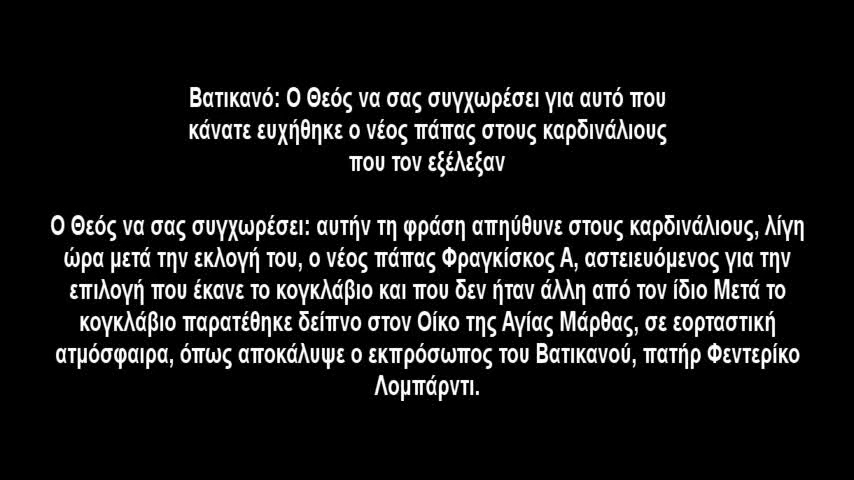 Βατικανό: Ο Θεός να σας συγχωρέσει για αυτό που
κάνατε ευχήθηκε ο νέος πάπας στους καρδινάλιους
που τον εξέλεξαν
Ο Θεός να σας συγχωρέσει: αυτήν τη φράση απηύθυνε στους καρδινάλιους, λίγη
ώρα μετά την εκλογή του, ο νέος πάπας Φραγκίσκος Α, αστειευόμενος για την
επιλογή που έκανε το κογκλάβιο και που δεν ήταν άλλη από τον ίδιο Μετά το
κογκλάβιο παρατέθηκε δείπνο στον Οίκο της Αγίας Μάρθας, σε εορταστική
ατμόσφαιρα, όπως αποκάλυψε ο εκπρόσωπος του Βατικανού, πατήρ Φεντερίκο
Λομπάρντι.